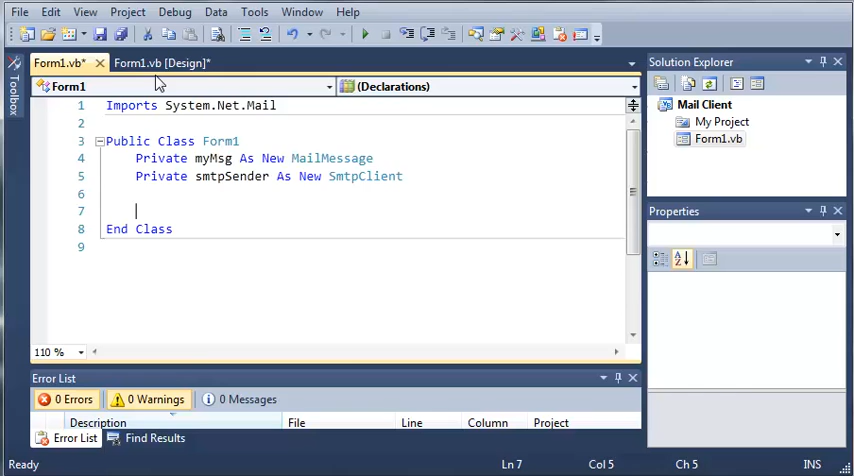 File Edit View Project Debug Data Tools Window Help
Form1.vb* Form1.vb [Design]*
Toolbox
Form1 (Declarations)
1 Imports System.Net.Mail
2
3 Public Class Form1
4 Private myMsg As New MailMessage
5 Private smtpSender As New SmtpClient
6
7
8 End Class
9
110 %
Error List
0 Errors 0 Warnings 0 Messages
Description File Line Column Project
Error List Find Results
Solution Explorer
Mail Client
My Project
Form1.vb
Properties
Ready Ln 7 Col 5 Ch 5 INS